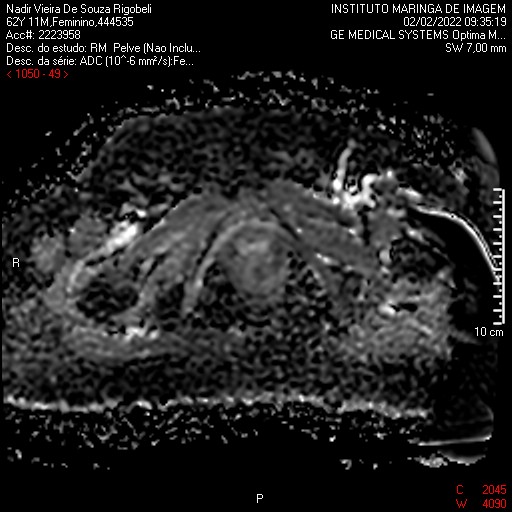 Nadir Vieira De Souza Rigobeli
62Y 11M,Feminino,444535
Acc#: 2223958
Desc. do estudo: RM  Pelve (Nao Inclu...
Desc. da série: ADC (10^-6 mm²/s):Fe...
< 1050 - 49 >
INSTITUTO MARINGA DE IMAGEM
02/02/2022 09:35:19
GE MEDICAL SYSTEMS Optima M...
SW 7,00 mm
R
10 cm
P
C 2045
W 4090